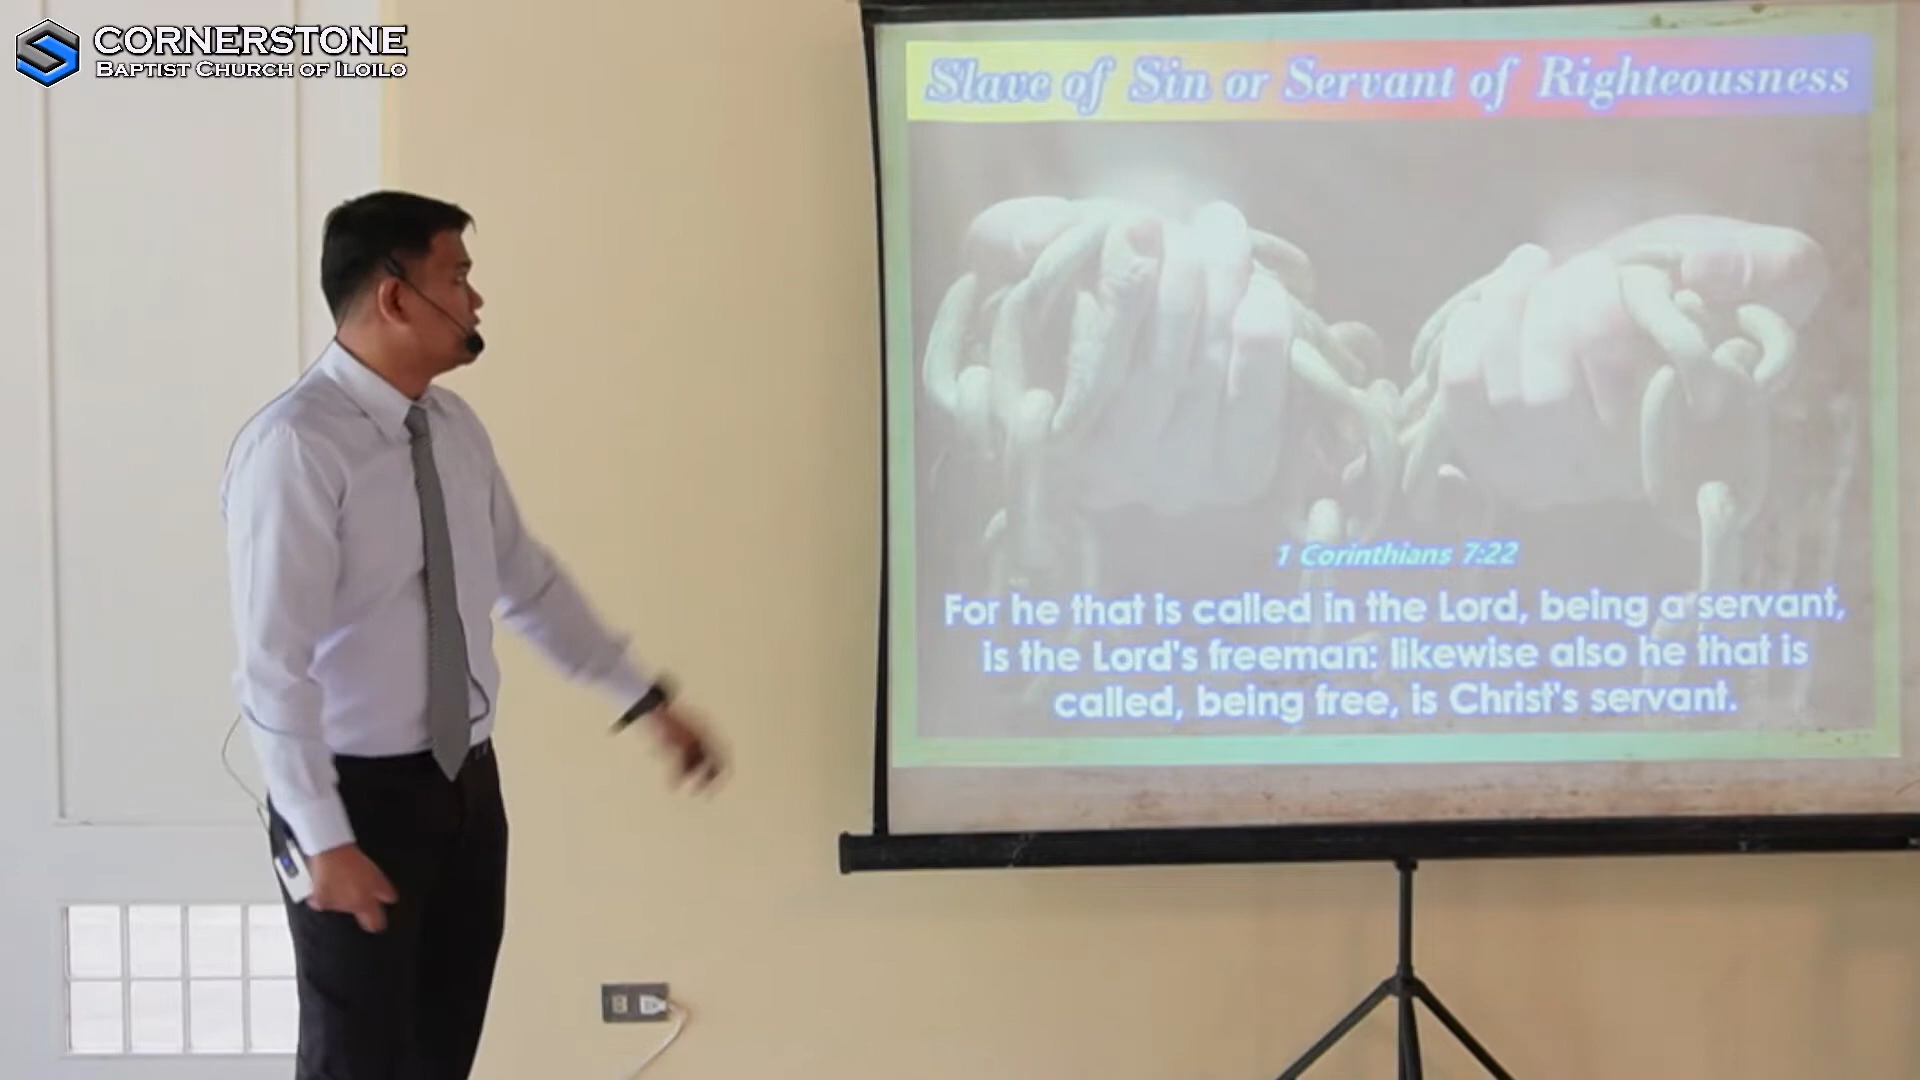 CORNERSTONE
BAPTIST CHURCH OF ILOILO
Slave of Sin or Servant of Righteousness
1 Corinthians 7:22
For he that is called in the Lord, being a servant,
is the Lord's freeman: likewise also he that is
called, being free, is Christ's servant.